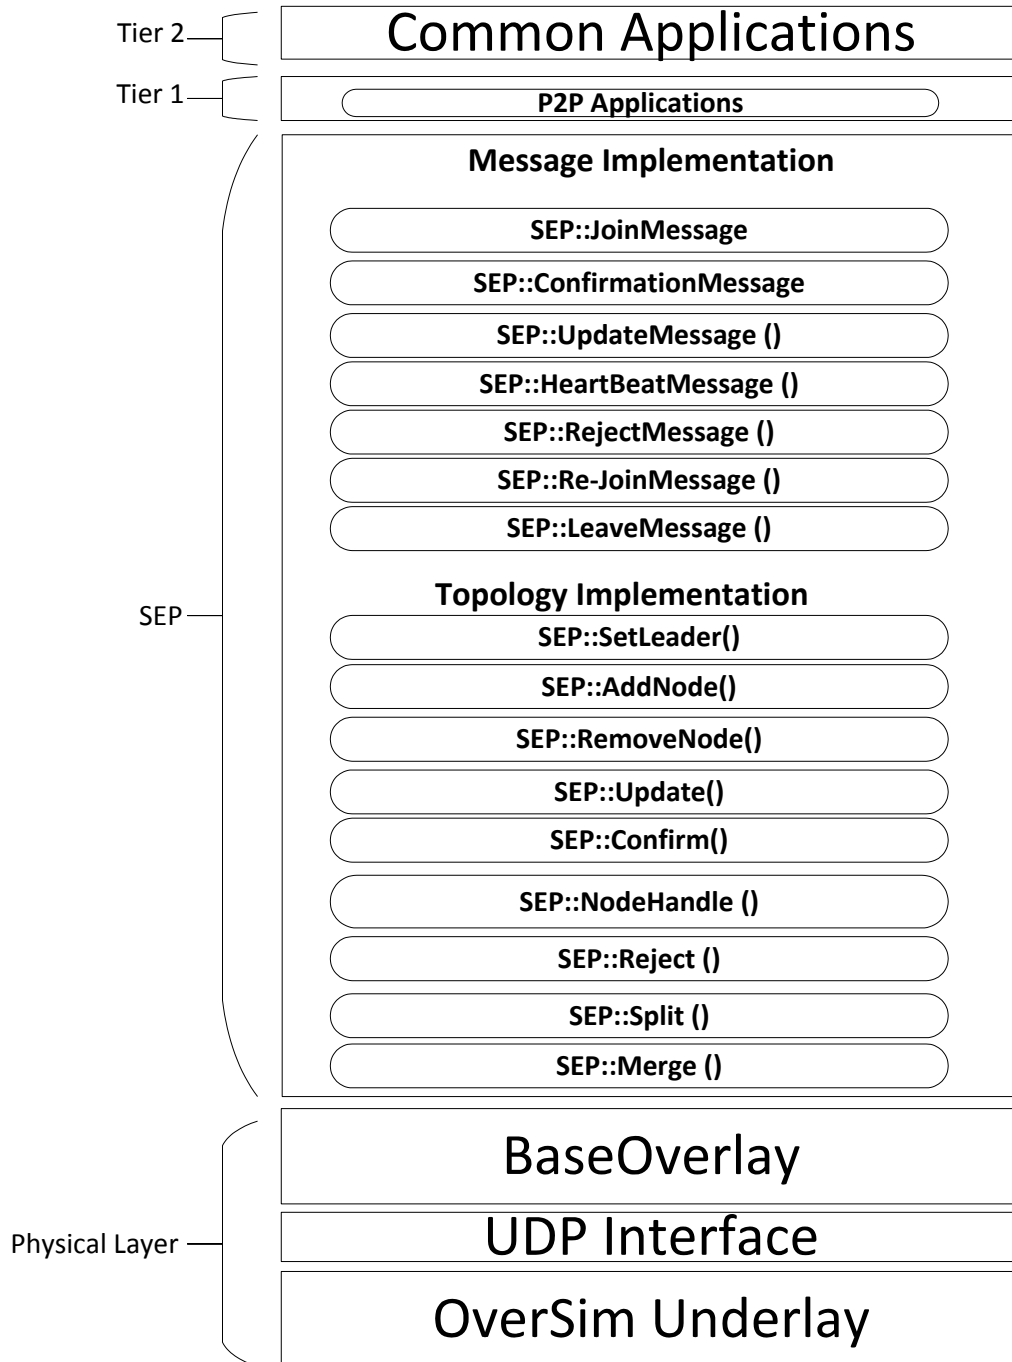 Tier 2
Common Applications
Tier 1
P2P Applications
Message Implementation
SEP::JoinMessage
SEP::ConfirmationMessage
SEP::UpdateMessage ()
SEP::HeartBeatMessage ()
SEP::RejectMessage ()
SEP::Re-JoinMessage ()
SEP::LeaveMessage ()
SEP
Topology Implementation
SEP::SetLeader()
SEP::AddNode()
SEP::RemoveNode()
SEP::Update()
SEP::Confirm()
SEP::NodeHandle ()
SEP::Reject ()
SEP::Split ()
SEP::Merge ()
Physical Layer
BaseOverlay
UDP Interface
OverSim Underlay